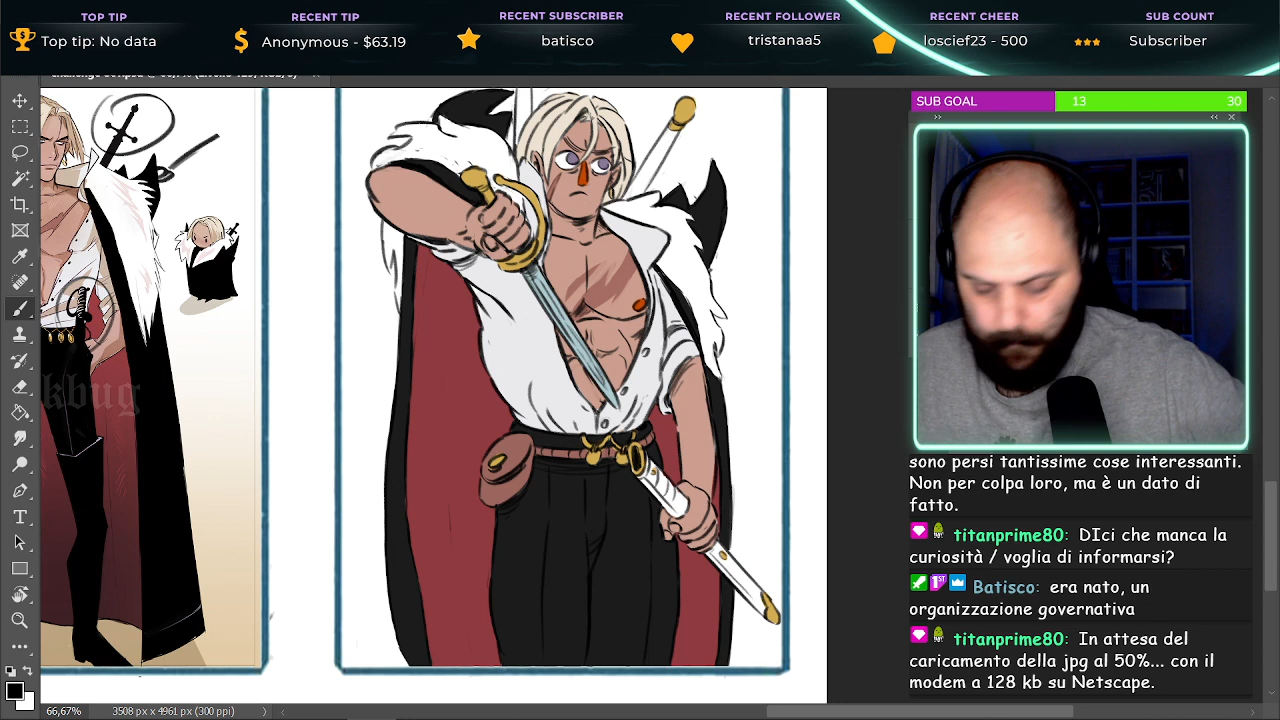 TOP TIP
Top tip: No data
RECENT TIP
Anonymous - $63.19
RECENT SUBSCRIBER
batisco
RECENT FOLLOWER
tristanaa5
RECENT CHEER
loscief23 - 500
SUB COUNT
Subscriber
SUB GOAL
13
30
kbug
sono persi tantissime cose interessanti.
Non per colpa loro, ma è un dato di
fatto.
titanprime80: DIci che manca la
curiosità / voglia di informarsi?
1ST Batisco: era nato, un
organizzazione governativa
titanprime80: In attesa del
caricamento della jpg al 50%... con il
modem a 128 kb su Netscape.
66,67%
3508 px x 4961 px (300 ppi)